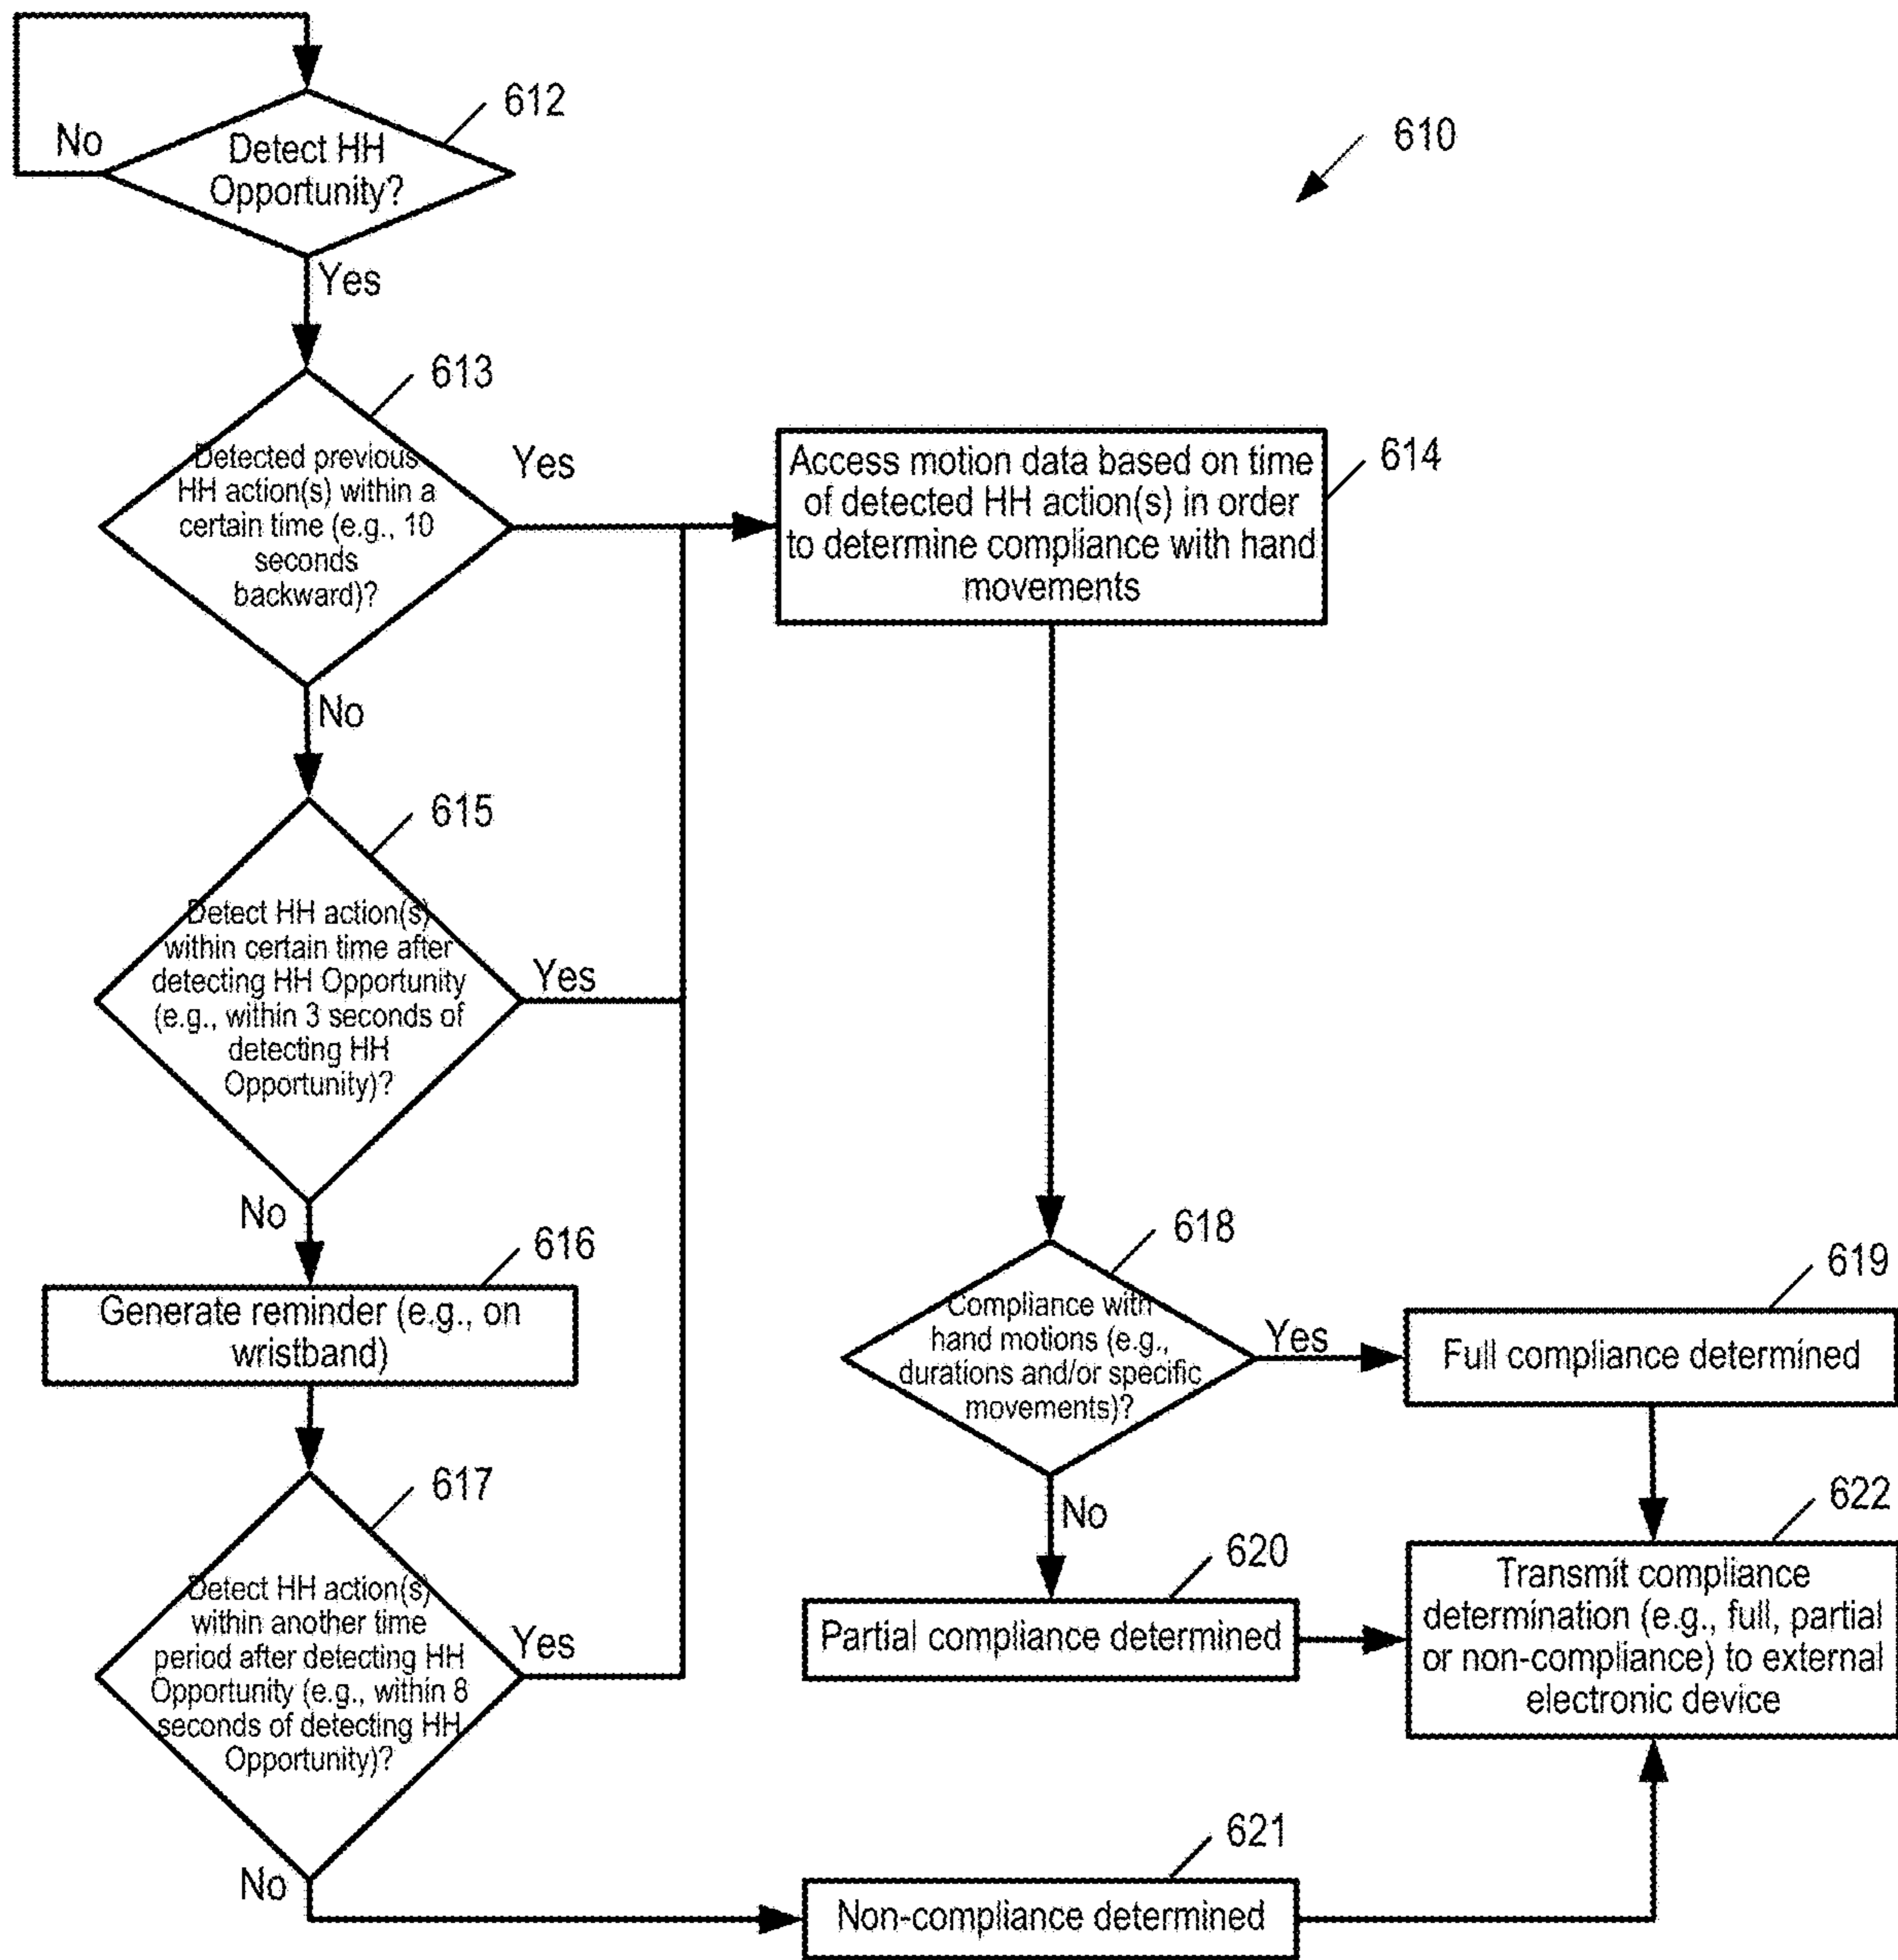 612
No
Detect HH
Opportunity?
610
Yes
613
Detected previous
HH action(s) within a
certain time (e.g., 10
seconds
backward)?
Yes
Access motion data based on time
of detected HH action(s) in order
to determine compliance with hand
movements
614
No
615
Detect HH action(s)
within certain time after
detecting HH Opportunity
(e.g., within 3 seconds of
detecting HH
Opportunity)?
Yes
No
616
Generate reminder (e.g., on
wristband)
617
Detect HH action(s)
within another time
period after detecting HH
Opportunity (e.g., within 8
seconds of detecting HH
Opportunity)?
Yes
No
618
Compliance with
hand motions (e.g.,
durations and/or specific
movements)?
Yes
619
Full compliance determined
No
620
Partial compliance determined
622
Transmit compliance
determination (e.g., full, partial
or non-compliance) to external
electronic device
621
Non-compliance determined